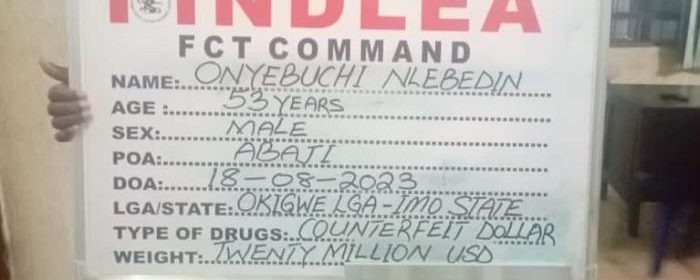 NDLEA
FCT COMMAND
NAME: ONYEBUCHI NLEBEDIN
AGE : 53 YEARS
SEX: MALE
POA: ABAJI
DOA: 18-08-2023
LGA/STATE: OKIGWE LGA-IMO STATE
TYPE OF DRUGS: COUNTERFEIT DOLLAR
WEIGHT: TWENTY MILLION USD